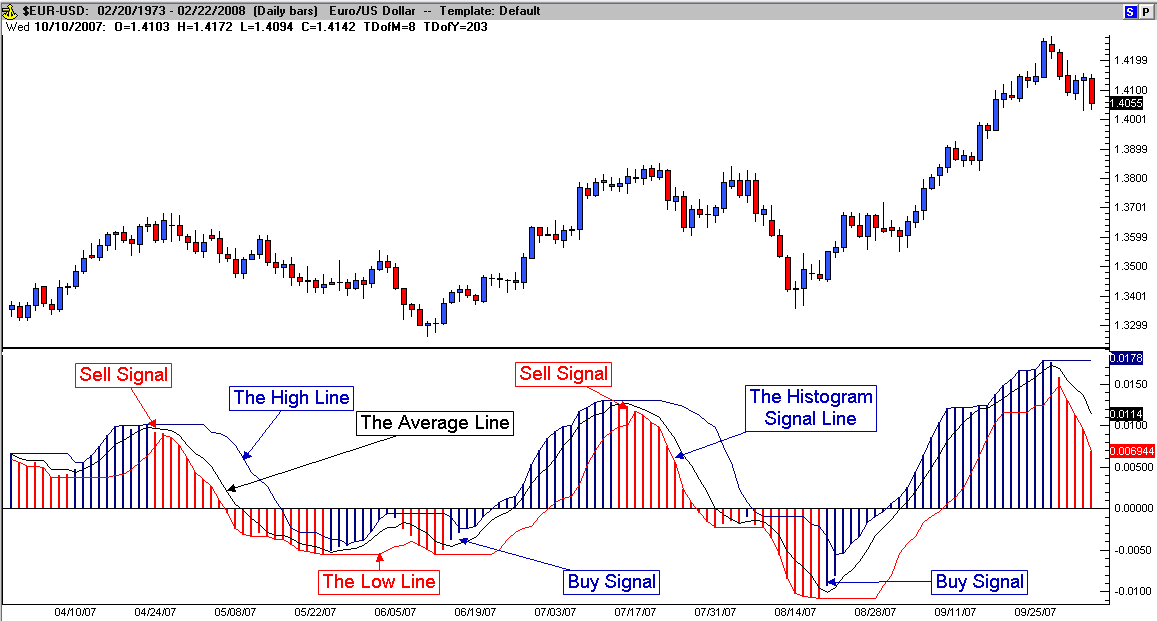 $EUR-USD: 02/20/1973 - 02/22/2008 (Daily bars) Euro/US Dollar -- Template: Default
S P
Wed 10/10/2007: O=1.4103 H=1.4172 L=1.4094 C=1.4142 TDofM=8 TDofY=203
1.4199
1.4100
1.4055
1.4001
1.3899
1.3800
1.3701
1.3599
1.3500
1.3401
1.3299
Sell Signal
The High Line
The Average Line
Sell Signal
The Histogram
Signal Line
The Low Line
Buy Signal
Buy Signal
0.0178
0.0150
0.0114
0.0100
0.006944
0.00500
0.00000
-0.0050
-0.0100
04/10/07 04/24/07 05/08/07 05/22/07 06/05/07 06/19/07 07/03/07 07/17/07 07/31/07 08/14/07 08/28/07 09/11/07 09/25/07